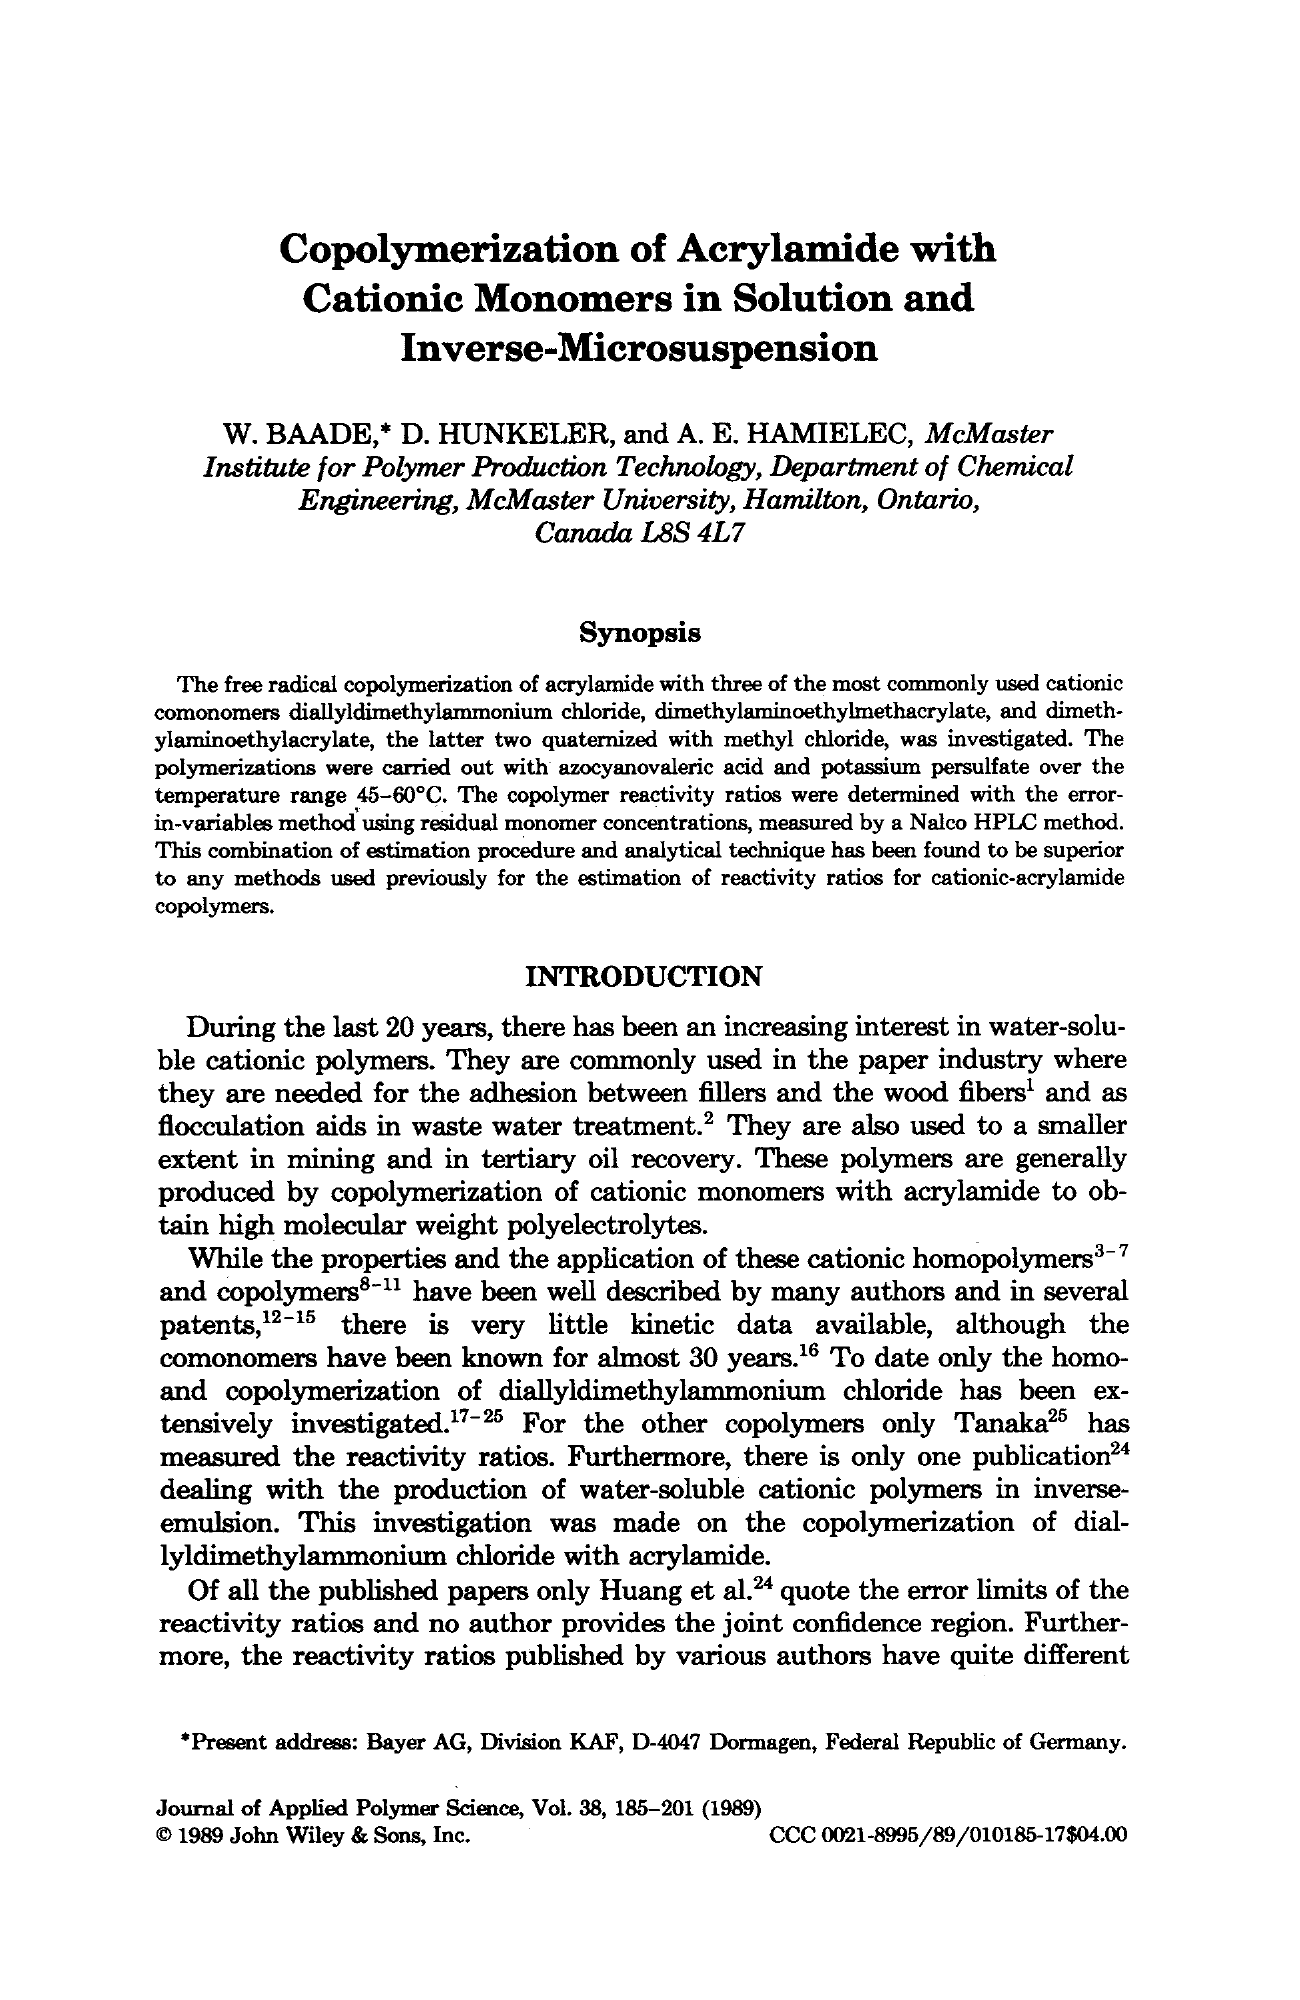 Copolymerization of Acrylamide with
Cationic Monomers in Solution and
Inverse-Microsuspension
W. BAADE,* D. HUNKELER, and A. E. HAMIELEC, McMaster
Institute for Polymer Production Technology, Department of Chemical
Engineering, McMaster University, Hamilton, Ontario,
Canada L8S 4L7
Synopsis
The free radical copolymerization of acrylamide with three of the most commonly used cationic
comonomers diallyldimethylammonium chloride, dimethylaminoethylmethacrylate, and dimeth-
ylaminoethylacrylate, the latter two quaternized with methyl chloride, was investigated. The
polymerizations were carried out with azocyanovaleric acid and potassium persulfate over the
temperature range 45–60°C. The copolymer reactivity ratios were determined with the error-
in-variables method using residual monomer concentrations, measured by a Nalco HPLC method.
This combination of estimation procedure and analytical technique has been found to be superior
to any methods used previously for the estimation of reactivity ratios for cationic-acrylamide
copolymers.
INTRODUCTION
During the last 20 years, there has been an increasing interest in water-solu-
ble cationic polymers. They are commonly used in the paper industry where
they are needed for the adhesion between fillers and the wood fibers¹ and as
flocculation aids in waste water treatment.² They are also used to a smaller
extent in mining and in tertiary oil recovery. These polymers are generally
produced by copolymerization of cationic monomers with acrylamide to ob-
tain high molecular weight polyelectrolytes.
While the properties and the application of these cationic homopolymers³⁻⁷
and copolymers⁸⁻¹¹ have been well described by many authors and in several
patents,¹²⁻¹⁵ there is very little kinetic data available, although the
comonomers have been known for almost 30 years.¹⁶ To date only the homo-
and copolymerization of diallyldimethylammonium chloride has been ex-
tensively investigated.¹⁷⁻²⁵ For the other copolymers only Tanaka²⁵ has
measured the reactivity ratios. Furthermore, there is only one publication²⁴
dealing with the production of water-soluble cationic polymers in inverse-
emulsion. This investigation was made on the copolymerization of dial-
lyldimethylammonium chloride with acrylamide.
Of all the published papers only Huang et al.²⁴ quote the error limits of the
reactivity ratios and no author provides the joint confidence region. Further-
more, the reactivity ratios published by various authors have quite different
*Present address: Bayer AG, Division KAF, D-4047 Dormagen, Federal Republic of Germany.
Journal of Applied Polymer Science, Vol. 38, 185–201 (1989)
© 1989 John Wiley & Sons, Inc. CCC 0021-8995/89/010185-17$04.00